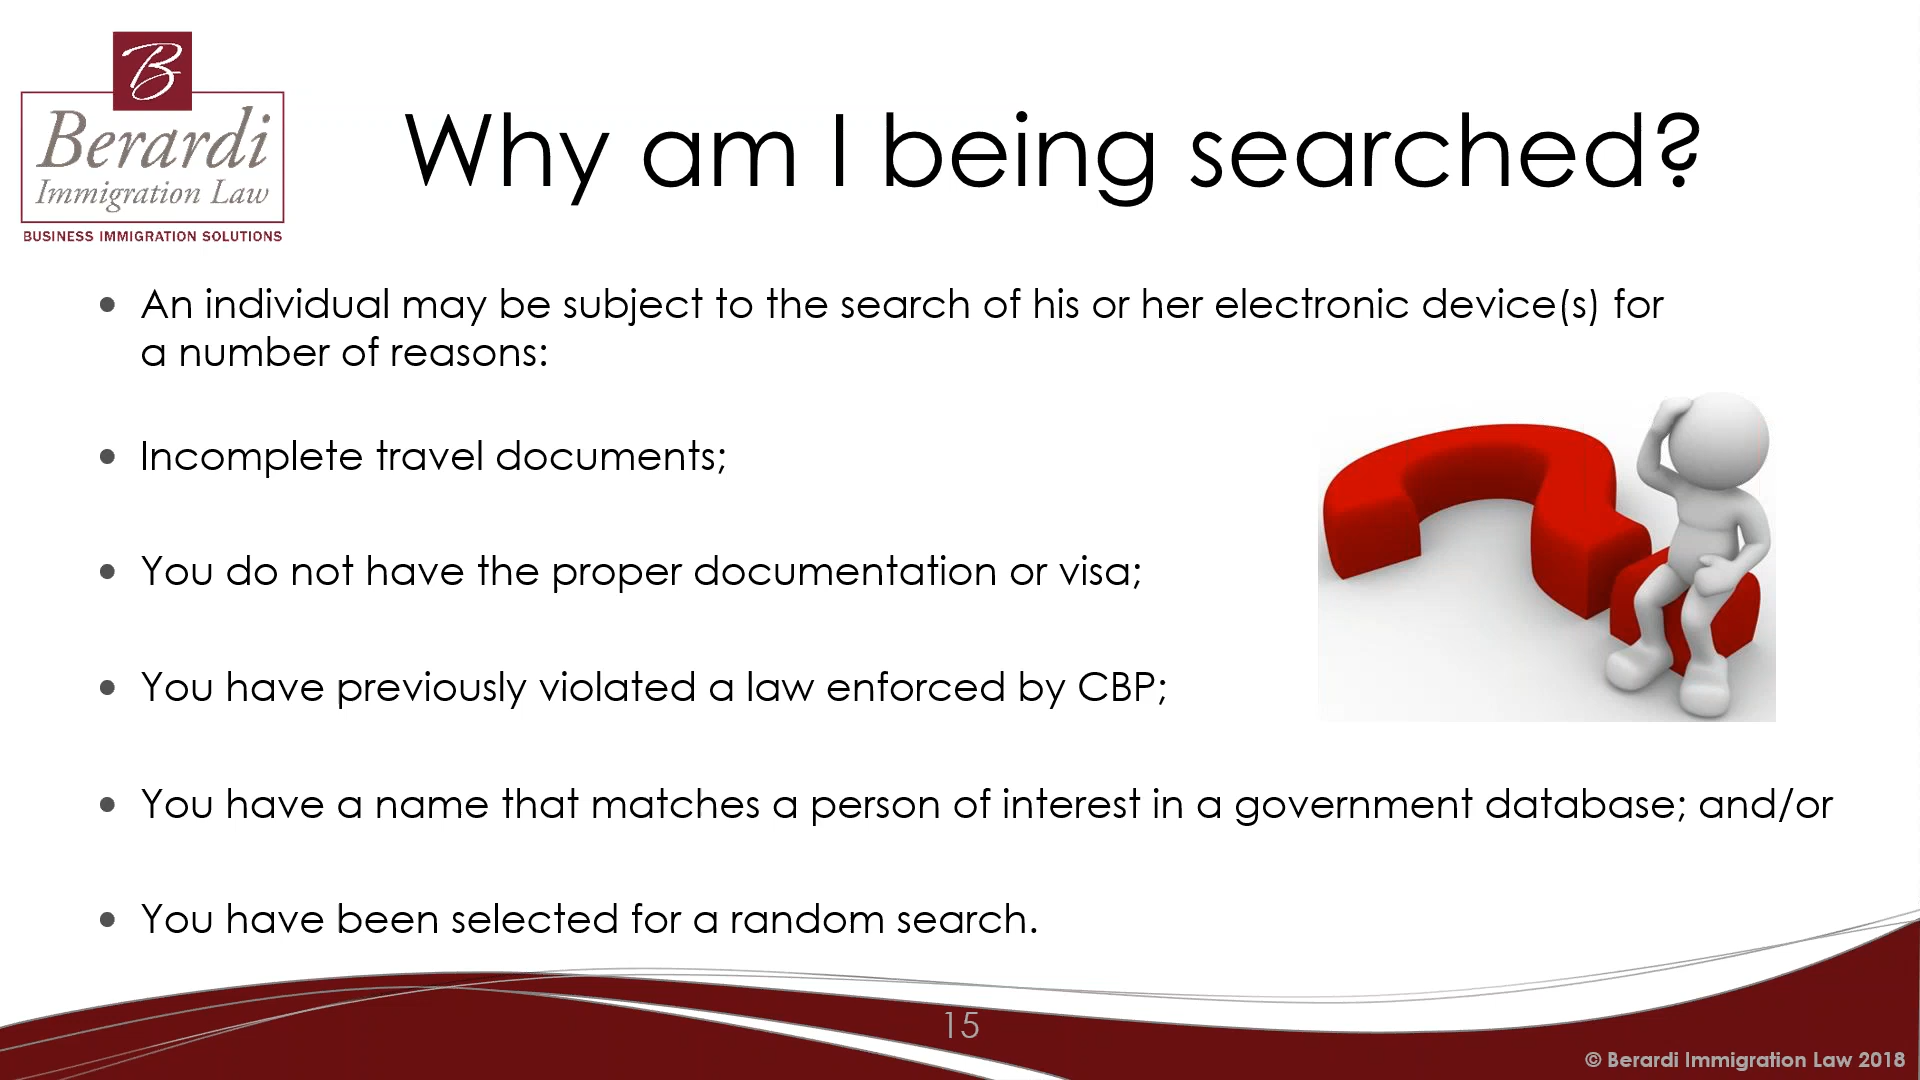 B
Berardi
Immigration Law
BUSINESS IMMIGRATION SOLUTIONS
Why am I being searched?
• An individual may be subject to the search of his or her electronic device(s) for
a number of reasons:
• Incomplete travel documents;
• You do not have the proper documentation or visa;
• You have previously violated a law enforced by CBP;
• You have a name that matches a person of interest in a government database; and/or
• You have been selected for a random search.
15
© Berardi Immigration Law 2018